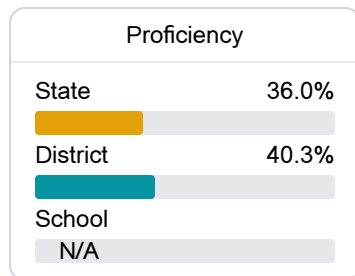 Proficiency
State 36.0%
District 40.3%
School
N/A